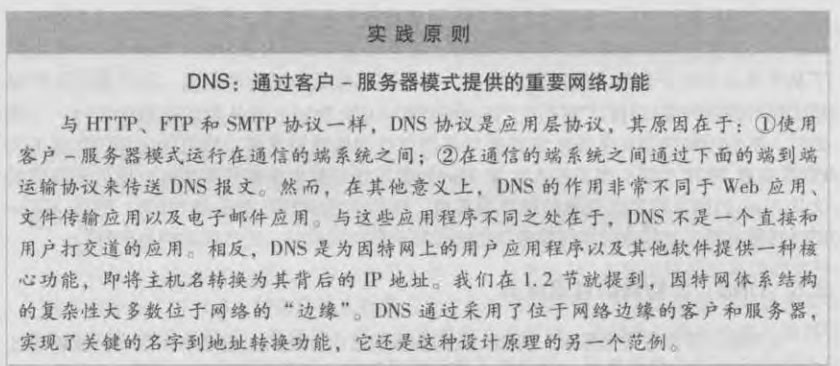 实践原则
DNS：通过客户－服务器模式提供的重要网络功能
与 HTTP、FTP 和 SMTP 协议一样，DNS 协议是应用层协议，其原因在于：①使用
客户－服务器模式运行在通信的端系统之间；②在通信的端系统之间通过下面的端到端
运输协议来传送 DNS 报文。然而，在其他意义上，DNS 的作用非常不同于 Web 应用、
文件传输应用以及电子邮件应用。与这些应用程序不同之处在于，DNS 不是一个直接和
用户打交道的应用。相反，DNS 是为因特网上的用户应用程序以及其他软件提供一种核
心功能，即将主机名转换为其背后的 IP 地址。我们在 1.2 节就提到，因特网体系结构
的复杂性大多数位于网络的“边缘”。DNS 通过采用了位于网络边缘的客户和服务器，
实现了关键的名字到地址转换功能，它还是这种设计原理的另一个范例。